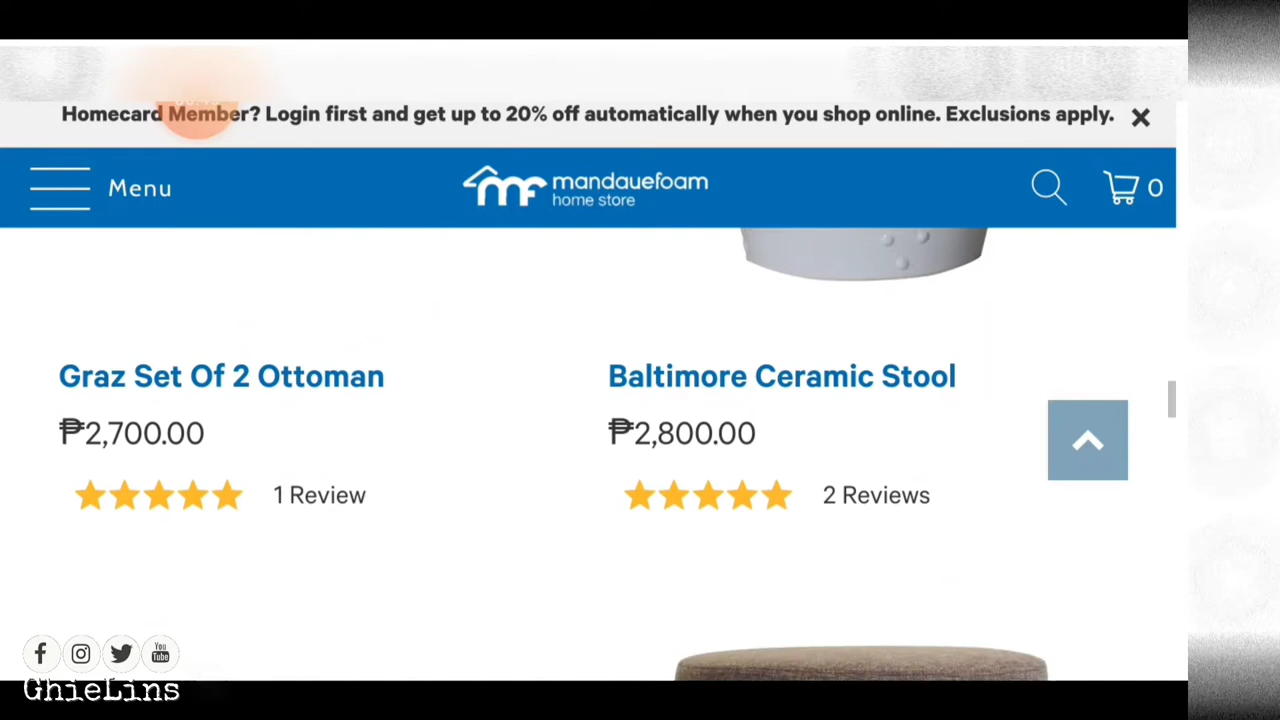 Homecard Member? Login first and get up to 20% off automatically when you shop online. Exclusions apply.
Menu
mandauefoam
home store
0
Graz Set Of 2 Ottoman
₱2,700.00
1 Review
Baltimore Ceramic Stool
₱2,800.00
2 Reviews
You
Tube
GhieLins